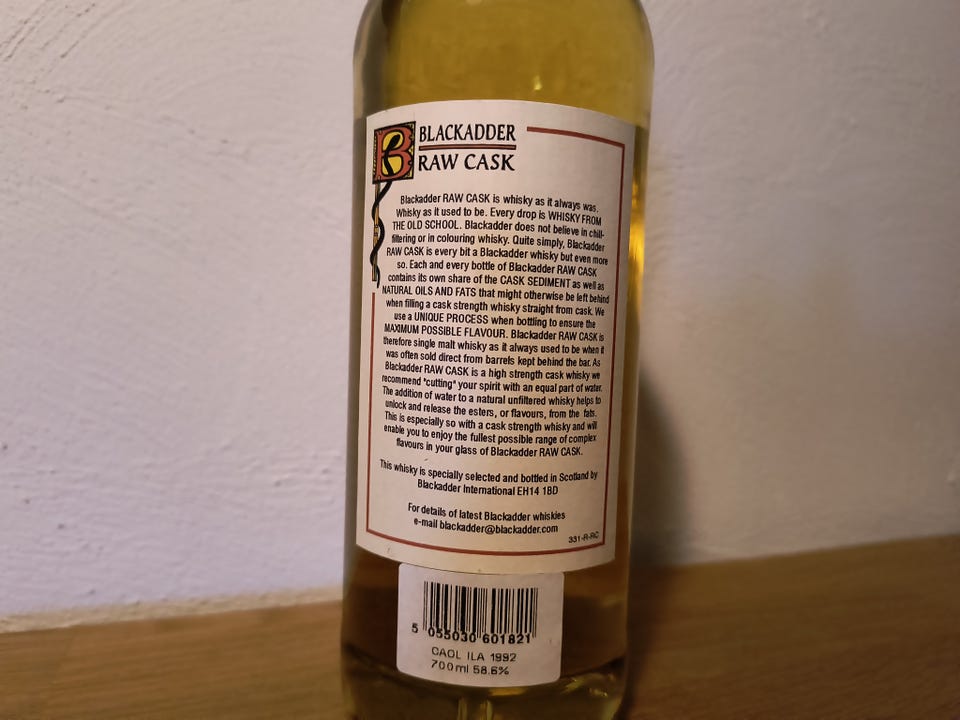 BLACKADDER
RAW CASK
Blackadder RAW CASK is whisky as it always was.
Whisky as it used to be. Every drop is WHISKY FROM
THE OLD SCHOOL. Blackadder does not believe in chill-
filtering or in colouring whisky. Quite simply, Blackadder
RAW CASK is every bit a Blackadder whisky but even more
so. Each and every bottle of Blackadder RAW CASK
contains its own share of the CASK SEDIMENT as well as
NATURAL OILS AND FATS that might otherwise be left behind
when filling a cask strength whisky straight from cask. We
use a UNIQUE PROCESS when bottling to ensure the
MAXIMUM POSSIBLE FLAVOUR. Blackadder RAW CASK is
therefore single malt whisky as it always used to be when it
was often sold direct from barrels kept behind the bar. As
Blackadder RAW CASK is a high strength cask whisky we
recommend "cutting" your spirit with an equal part of water.
The addition of water to a natural unfiltered whisky helps to
unlock and release the esters, or flavours, from the fats.
This is especially so with a cask strength whisky and will
enable you to enjoy the fullest possible range of complex
flavours in your glass of Blackadder RAW CASK.
This whisky is specially selected and bottled in Scotland by
Blackadder International EH14 1BD
For details of latest Blackadder whiskies
e-mail blackadder@blackadder.com
331-R-RC
5 055030 601821
CAOL ILA 1992
700ml 58.6%